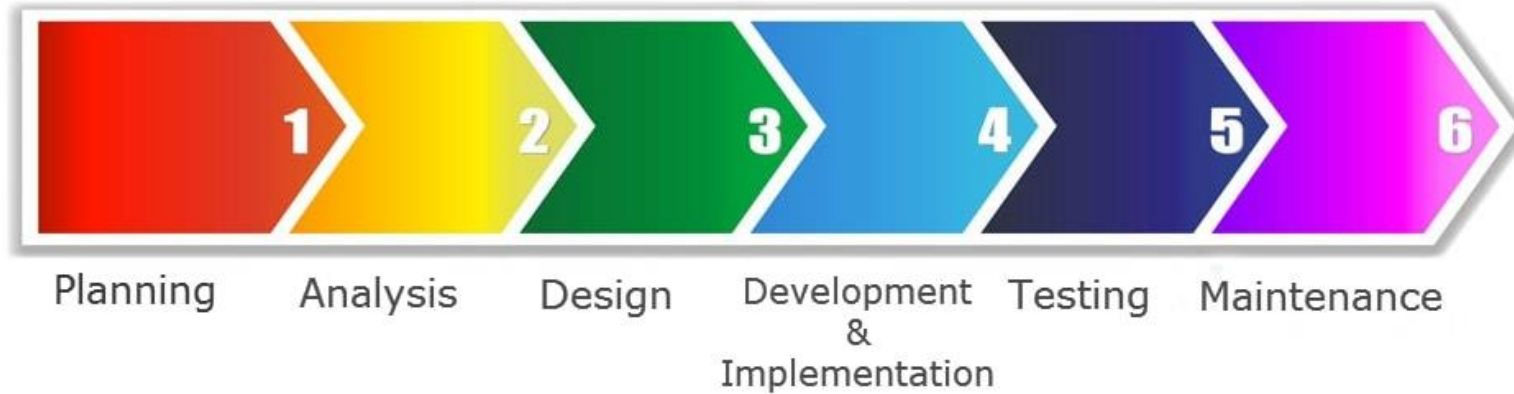 1
2
3
4
5
6
Planning
Analysis
Design
Development
&
Implementation
Testing
Maintenance